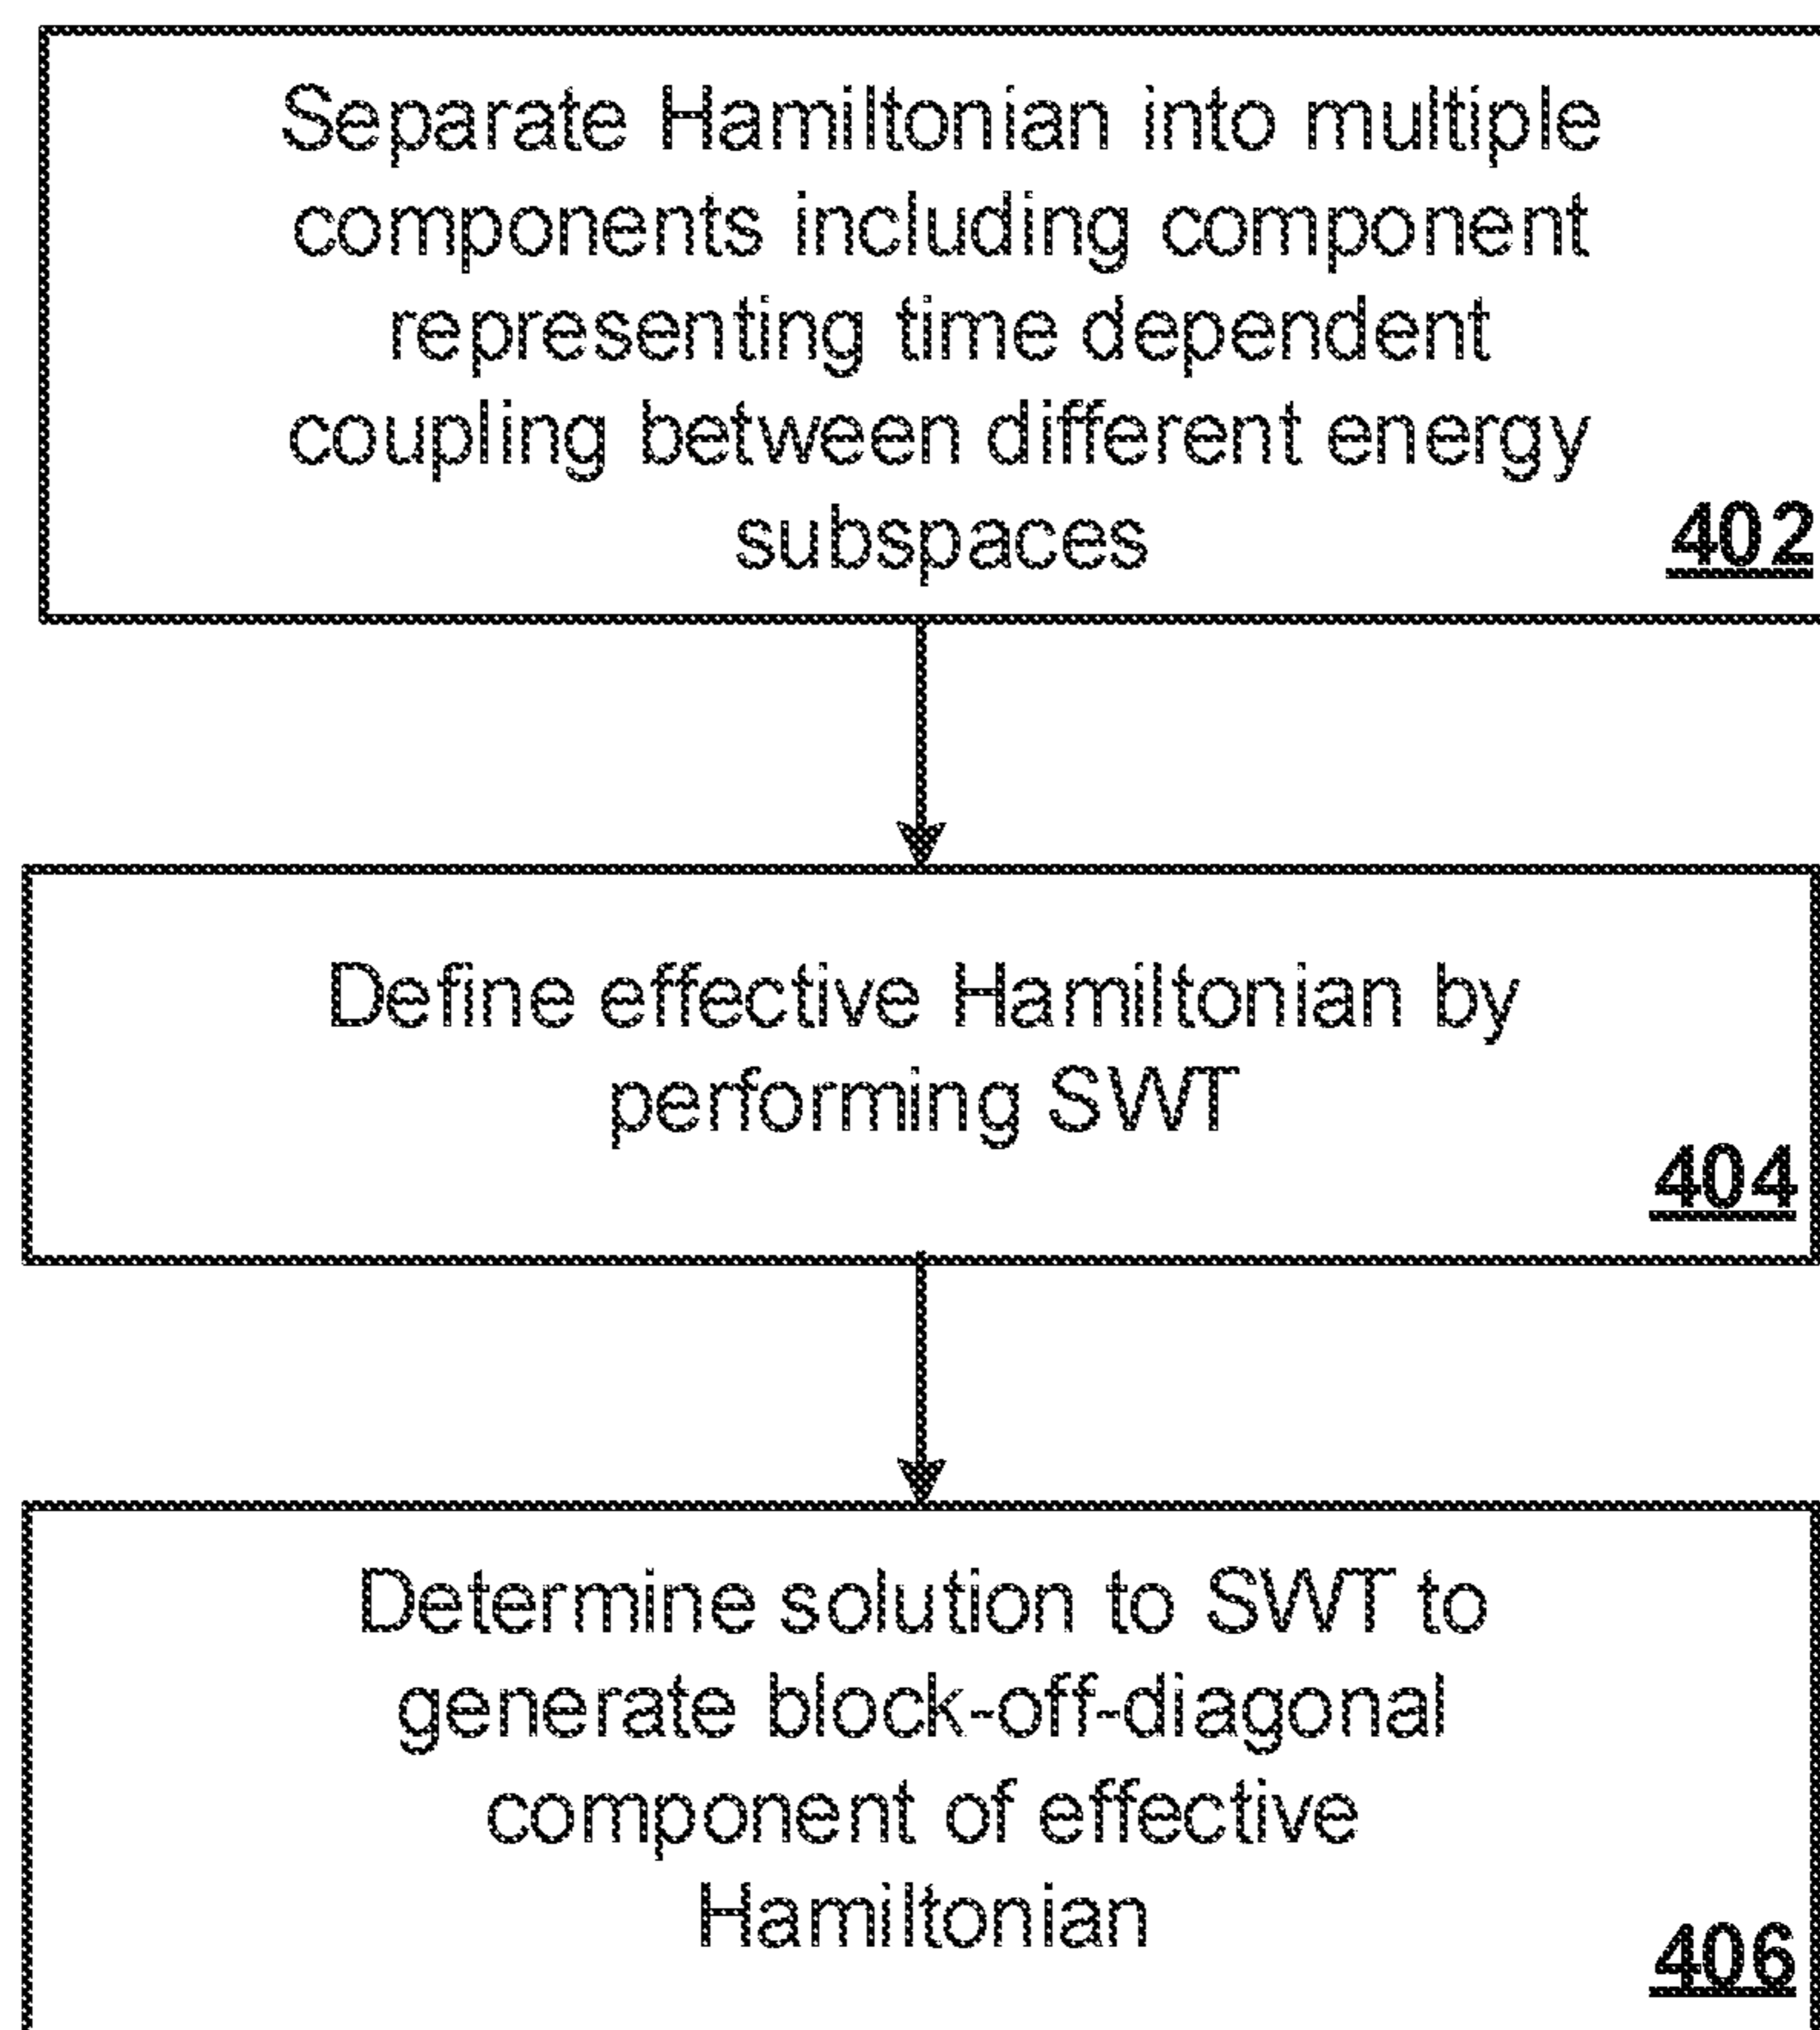 Separate Hamiltonian into multiple
components including component
representing time dependent
coupling between different energy
subspaces
402
Define effective Hamiltonian by
performing SWT
404
Determine solution to SWT to
generate block-off-diagonal
component of effective
Hamiltonian
406